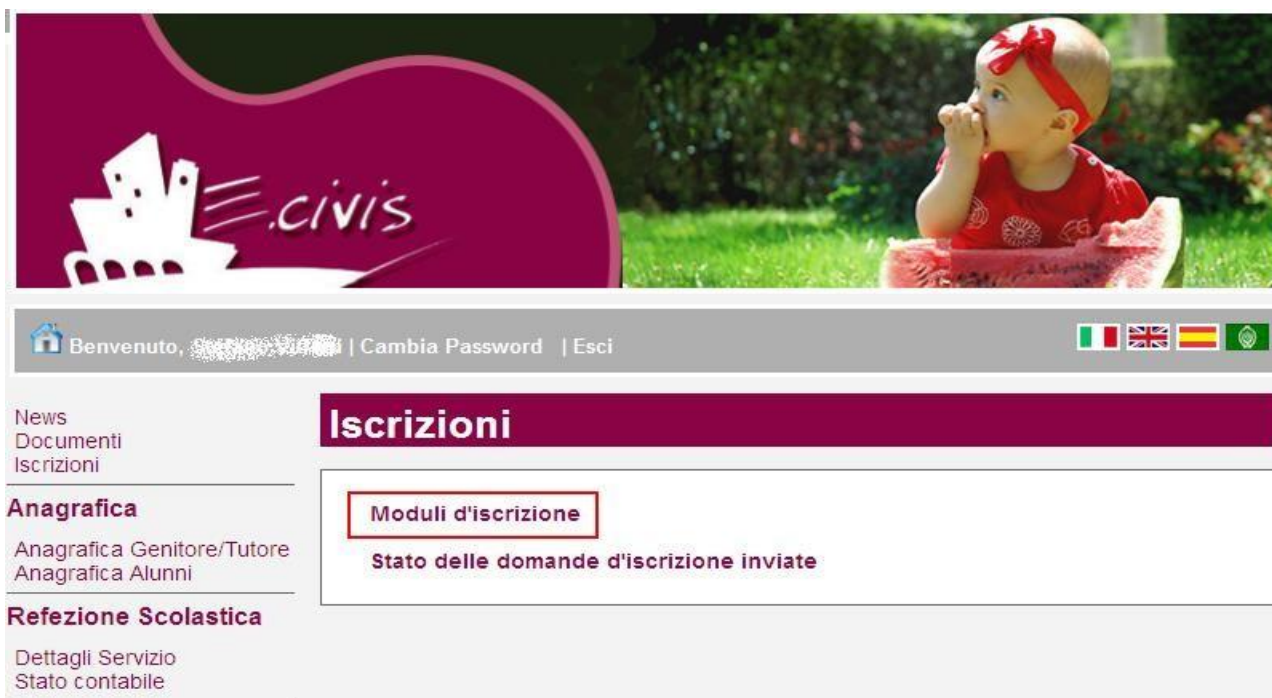 E.civis
Benvenuto, | Cambia Password | Esci
News
Documenti
Iscrizioni
Anagrafica
Anagrafica Genitore/Tutore
Anagrafica Alunni
Refezione Scolastica
Dettagli Servizio
Stato contabile
Iscrizioni
Moduli d'iscrizione
Stato delle domande d'iscrizione inviate